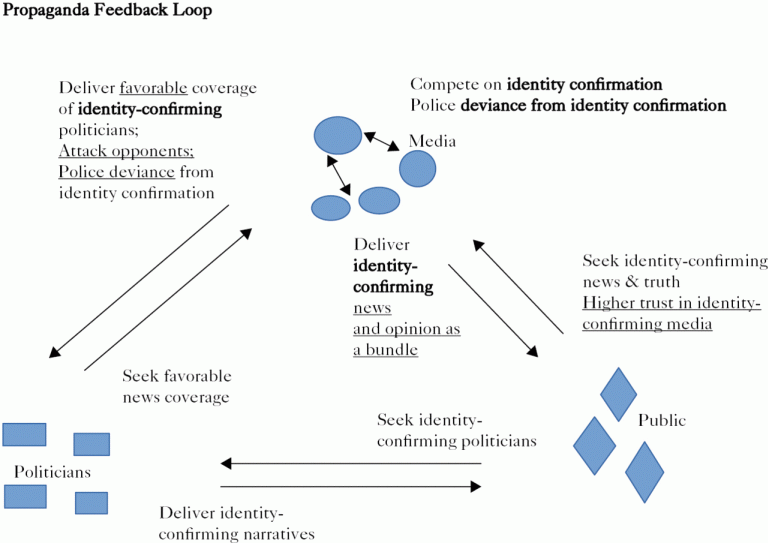 Propaganda Feedback Loop
Deliver favorable coverage
of identity-confirming
politicians;
Attack opponents;
Police deviance from
identity confirmation
Compete on identity confirmation
Police deviance from identity confirmation
Media
Deliver
identity-
confirming
news
and opinion as
a bundle
Seek identity-confirming
news & truth
Higher trust in identity-
confirming media
Seek favorable
news coverage
Seek identity-
confirming politicians
Public
Politicians
Deliver identity-
confirming narratives